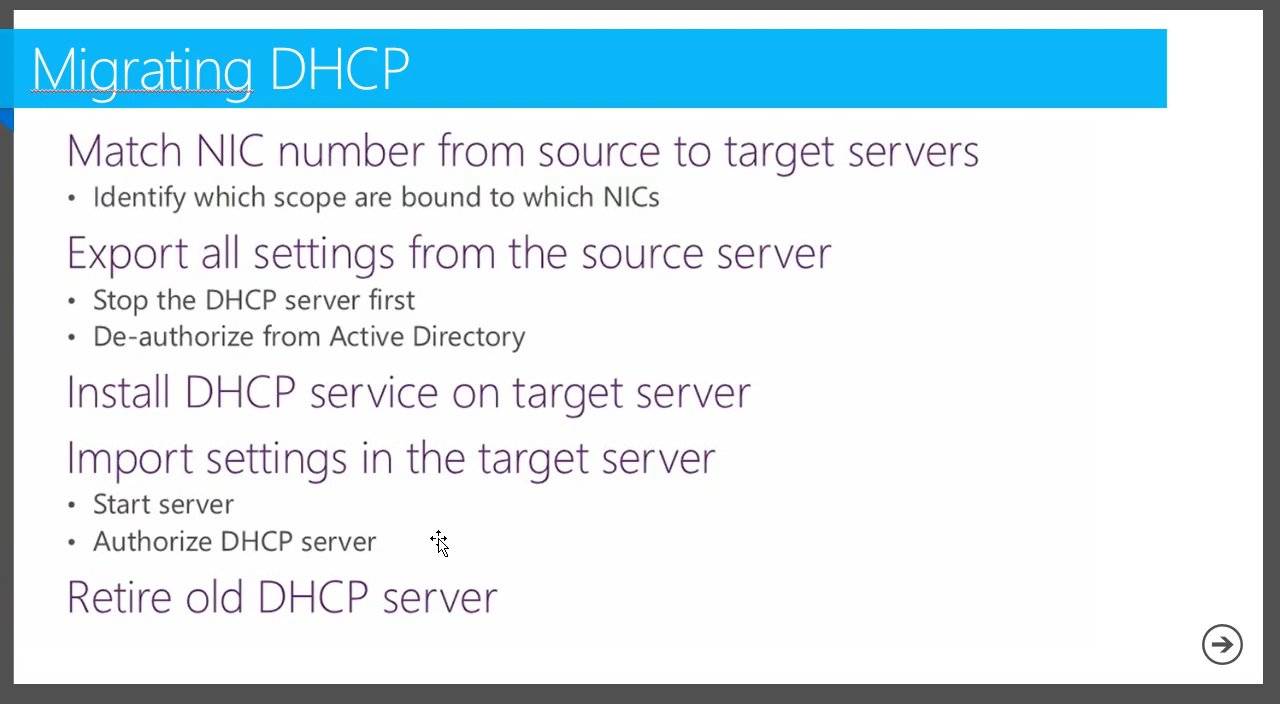 Migrating DHCP
Match NIC number from source to target servers
• Identify which scope are bound to which NICs
Export all settings from the source server
• Stop the DHCP server first
• De-authorize from Active Directory
Install DHCP service on target server
Import settings in the target server
• Start server
• Authorize DHCP server
Retire old DHCP server